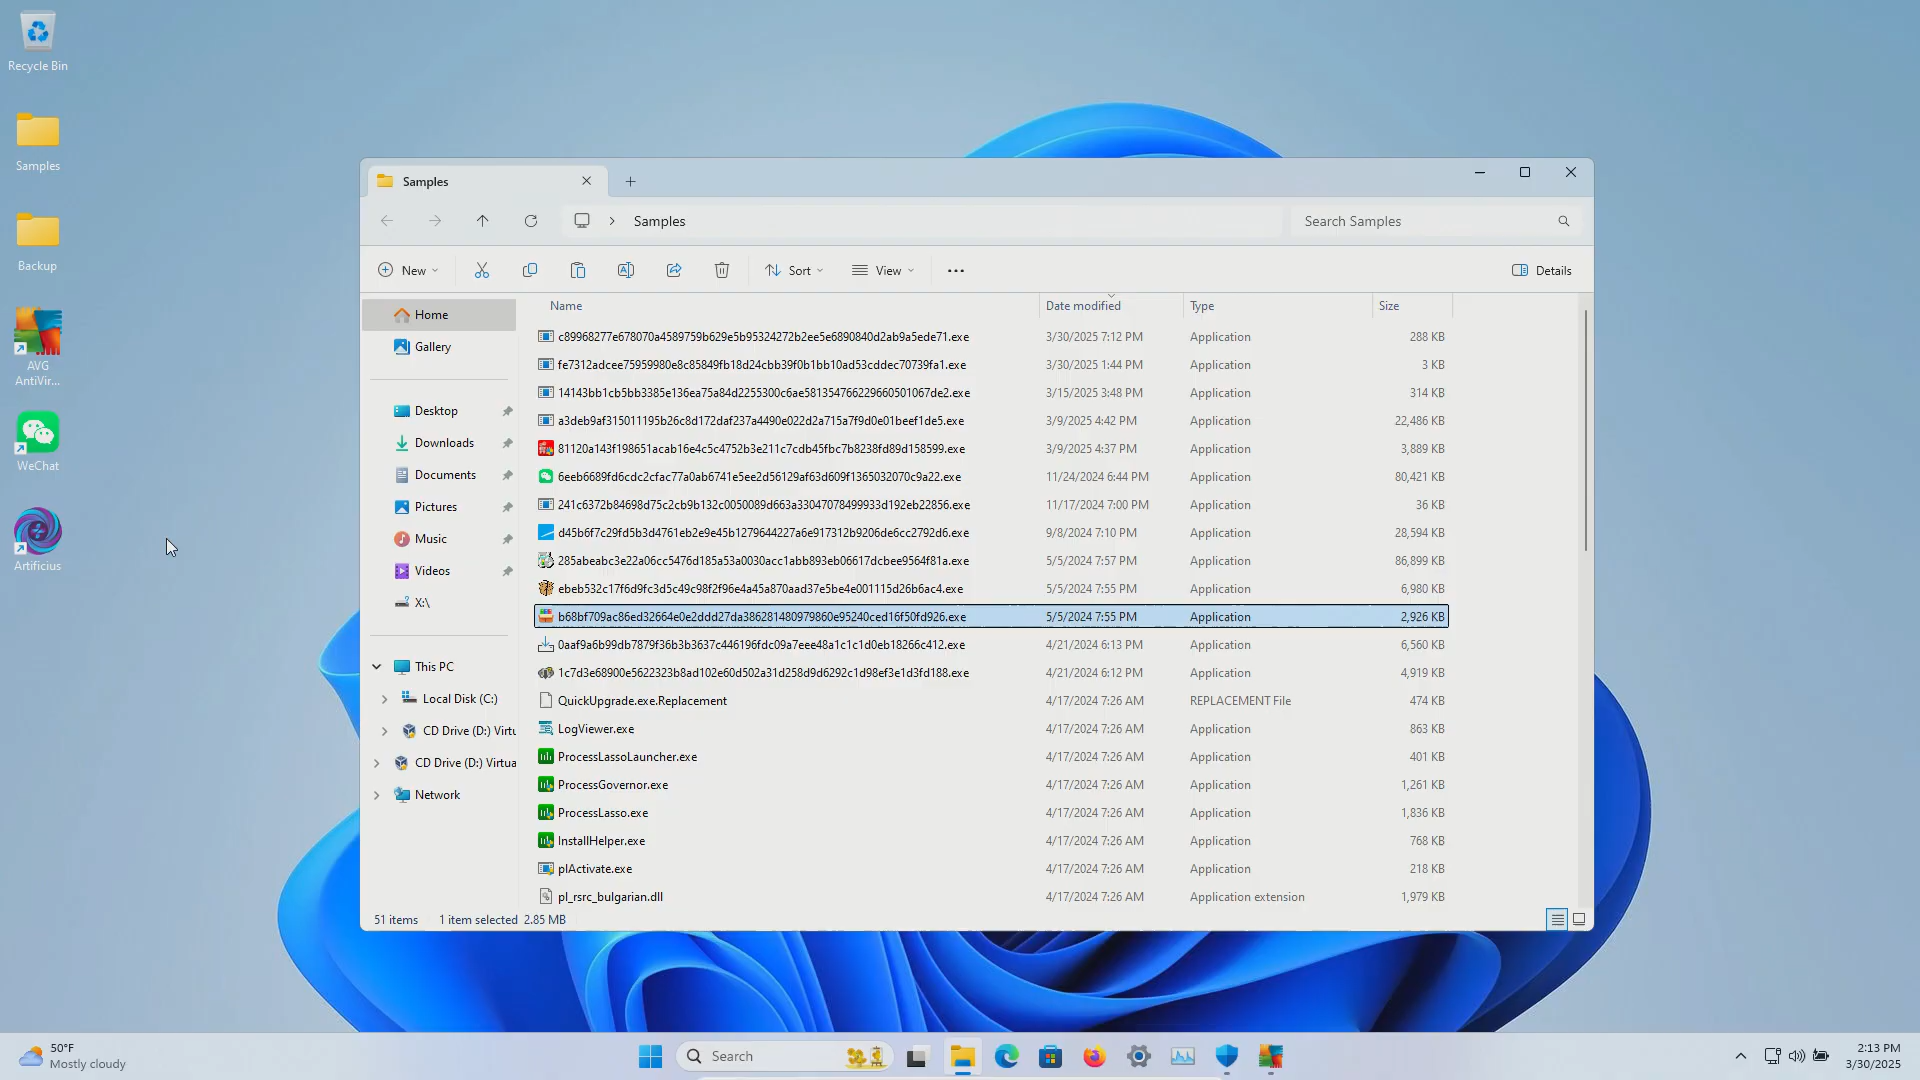 Recycle Bin
Samples
Backup
AVG
AntiVir...
WeChat
Artificius
Samples
Samples
Search Samples
New
Sort
View
Details
Home
Gallery
Desktop
Downloads
Documents
Pictures
Music
Videos
X:\
This PC
Local Disk (C:)
CD Drive (D:) Virtu
CD Drive (D:) Virtua
Network
Name Date modified Type Size
c89968277e678070a4589759b629e5b95324272b2ee5e6890840d2ab9a5ede71.exe 3/30/2025 7:12 PM Application 288 KB
fe7312adcee75959980e8c85849fb18d24cbb39f0b1bb10ad53cddec70739fa1.exe 3/30/2025 1:44 PM Application 3 KB
14143bb1cb5bb3385e136ea75a84d2255300c6ae581354766229660501067de2.exe 3/15/2025 3:48 PM Application 314 KB
a3deb9af315011195b26c8d172daf237a4490e022d2a715a7f9d0e01beef1de5.exe 3/9/2025 4:42 PM Application 22,486 KB
81120a143f198651acab16e4c5c4752b3e211c7cdb45fbc7b8238fd89d158599.exe 3/9/2025 4:37 PM Application 3,889 KB
6eeb6689fd6cdc2cfac77a0ab6741e5ee2d56129af63d609f1365032070c9a22.exe 11/24/2024 6:44 PM Application 80,421 KB
241c6372b84698d75c2cb9b132c0050089d663a33047078499933d192eb22856.exe 11/17/2024 7:00 PM Application 36 KB
d45b6f7c29fd5b3d4761eb2e9e45b1279644227a6e917312b9206de6cc2792d6.exe 9/8/2024 7:10 PM Application 28,594 KB
285abeabc3e22a06cc5476d185a53a0030acc1abb893eb06617dcbee9564f81a.exe 5/5/2024 7:57 PM Application 86,899 KB
ebeb532c17f6d9fc3d5c49c98f2f96e4a45a870aad37e5be4e001115d26b6ac4.exe 5/5/2024 7:55 PM Application 6,980 KB
b68bf709ac86ed32664e0e2ddd27da386281480979860e95240ced16f50fd926.exe 5/5/2024 7:55 PM Application 2,926 KB
0aaf9a6b99db7879f36b3b3637c446196fdc09a7eee48a1c1c1d0eb18266c412.exe 4/21/2024 6:13 PM Application 6,560 KB
1c7d3e68900e5622323b8ad102e60d502a31d258d9d6292c1d98ef3e1d3fd188.exe 4/21/2024 6:12 PM Application 4,919 KB
QuickUpgrade.exe.Replacement 4/17/2024 7:26 AM REPLACEMENT File 474 KB
LogViewer.exe 4/17/2024 7:26 AM Application 863 KB
ProcessLassoLauncher.exe 4/17/2024 7:26 AM Application 401 KB
ProcessGovernor.exe 4/17/2024 7:26 AM Application 1,261 KB
ProcessLasso.exe 4/17/2024 7:26 AM Application 1,836 KB
InstallHelper.exe 4/17/2024 7:26 AM Application 768 KB
plActivate.exe 4/17/2024 7:26 AM Application 218 KB
pl_rsrc_bulgarian.dll 4/17/2024 7:26 AM Application extension 1,979 KB
51 items 1 item selected 2.85 MB
50°F
Mostly cloudy
Search
2:13 PM
3/30/2025